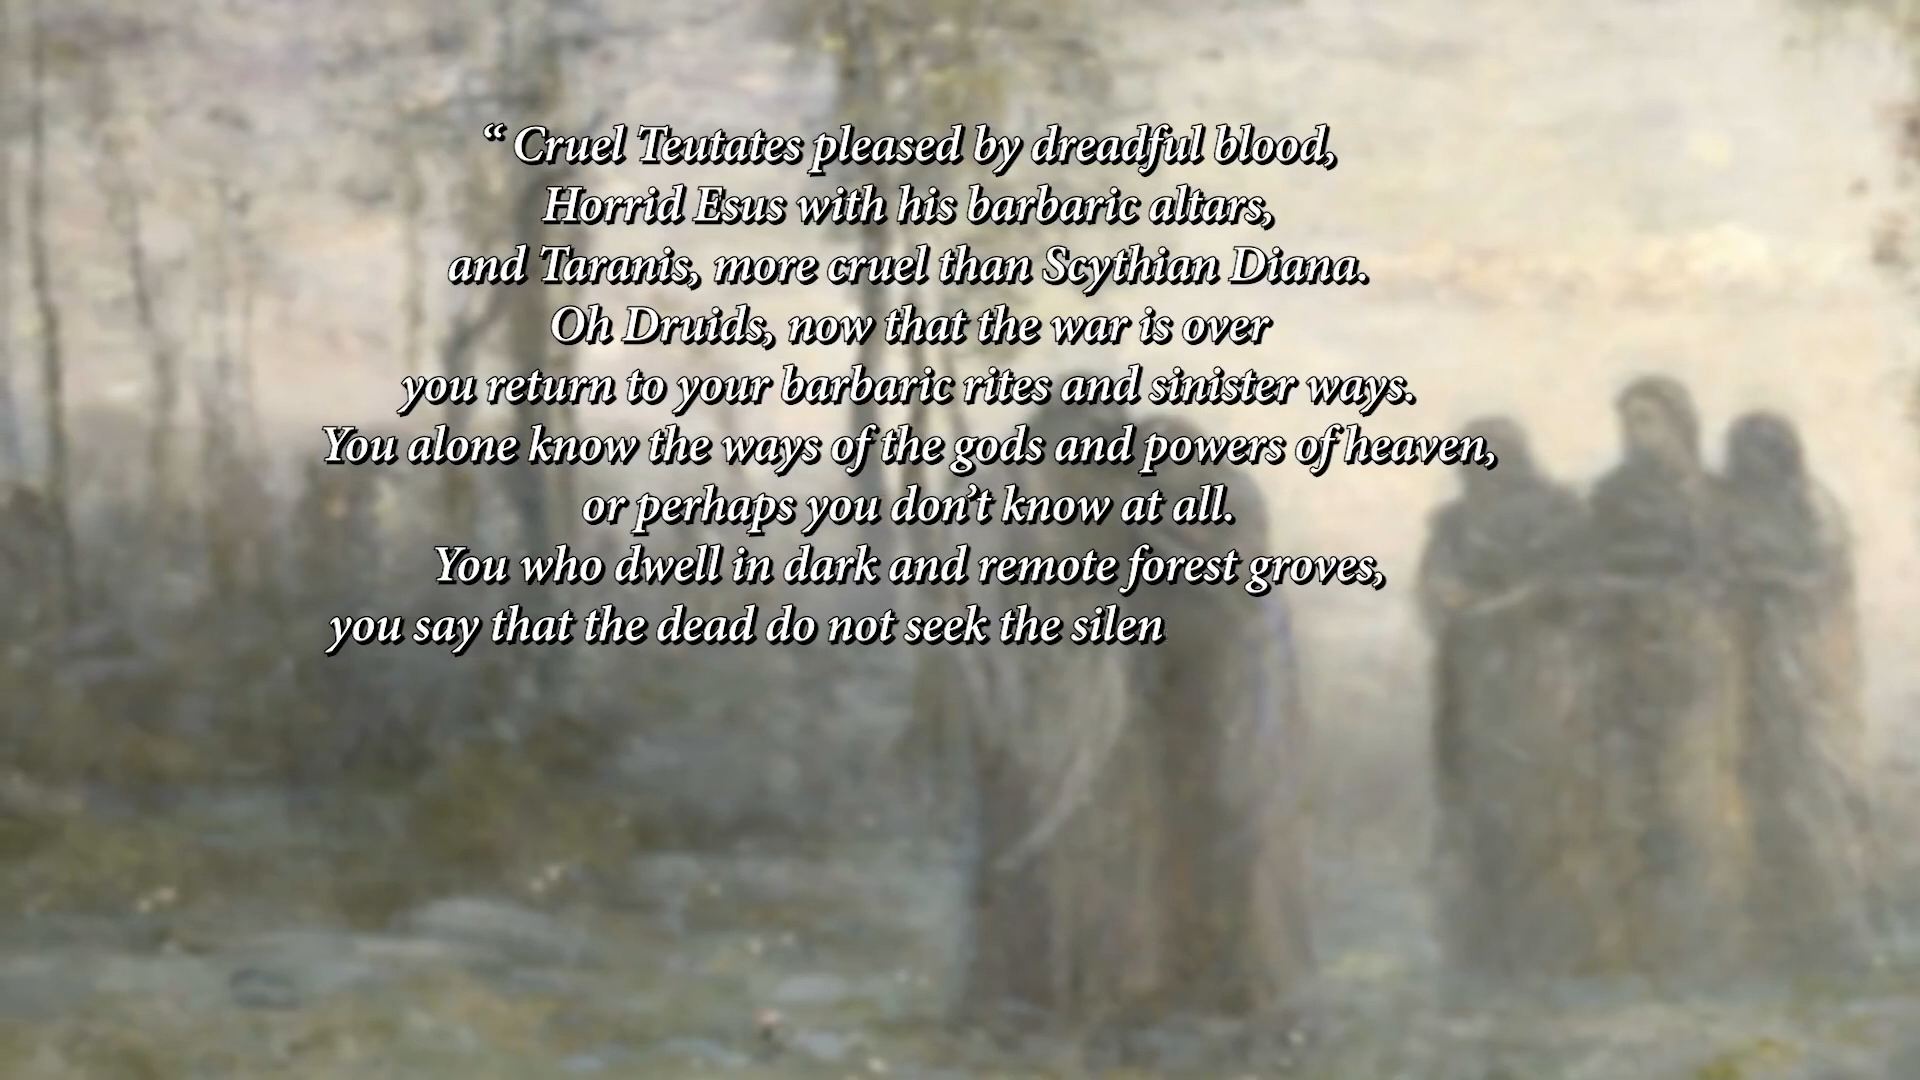 “ Cruel Teutates pleased by dreadful blood,
Horrid Esus with his barbaric altars,
and Taranis, more cruel than Scythian Diana.
Oh Druids, now that the war is over
you return to your barbaric rites and sinister ways.
You alone know the ways of the gods and powers of heaven,
or perhaps you don’t know at all.
You who dwell in dark and remote forest groves,
you say that the dead do not seek the silen